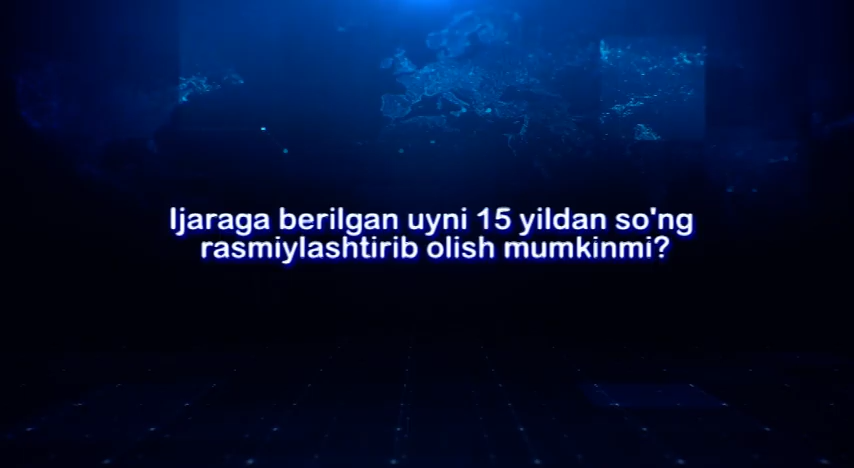 Ijaraga berilgan uyni 15 yildan so'ng
rasmiylashtirib olish mumkinmi?